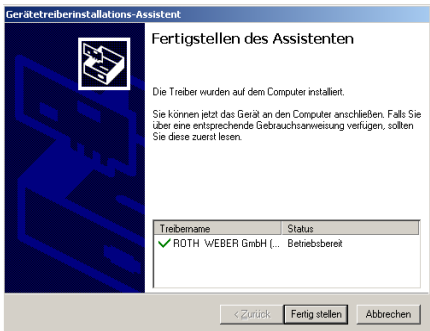 Gerätetreiberinstallations-Assistent
Fertigstellen des Assistenten
Die Treiber wurden auf dem Computer installiert.
Sie können jetzt das Gerät an den Computer anschließen. Falls Sie
über eine entsprechende Gebrauchsanweisung verfügen, sollten
Sie diese zuerst lesen.
Treibername Status
ROTH WEBER GmbH (... Betriebsbereit
< Zurück Fertig stellen Abbrechen